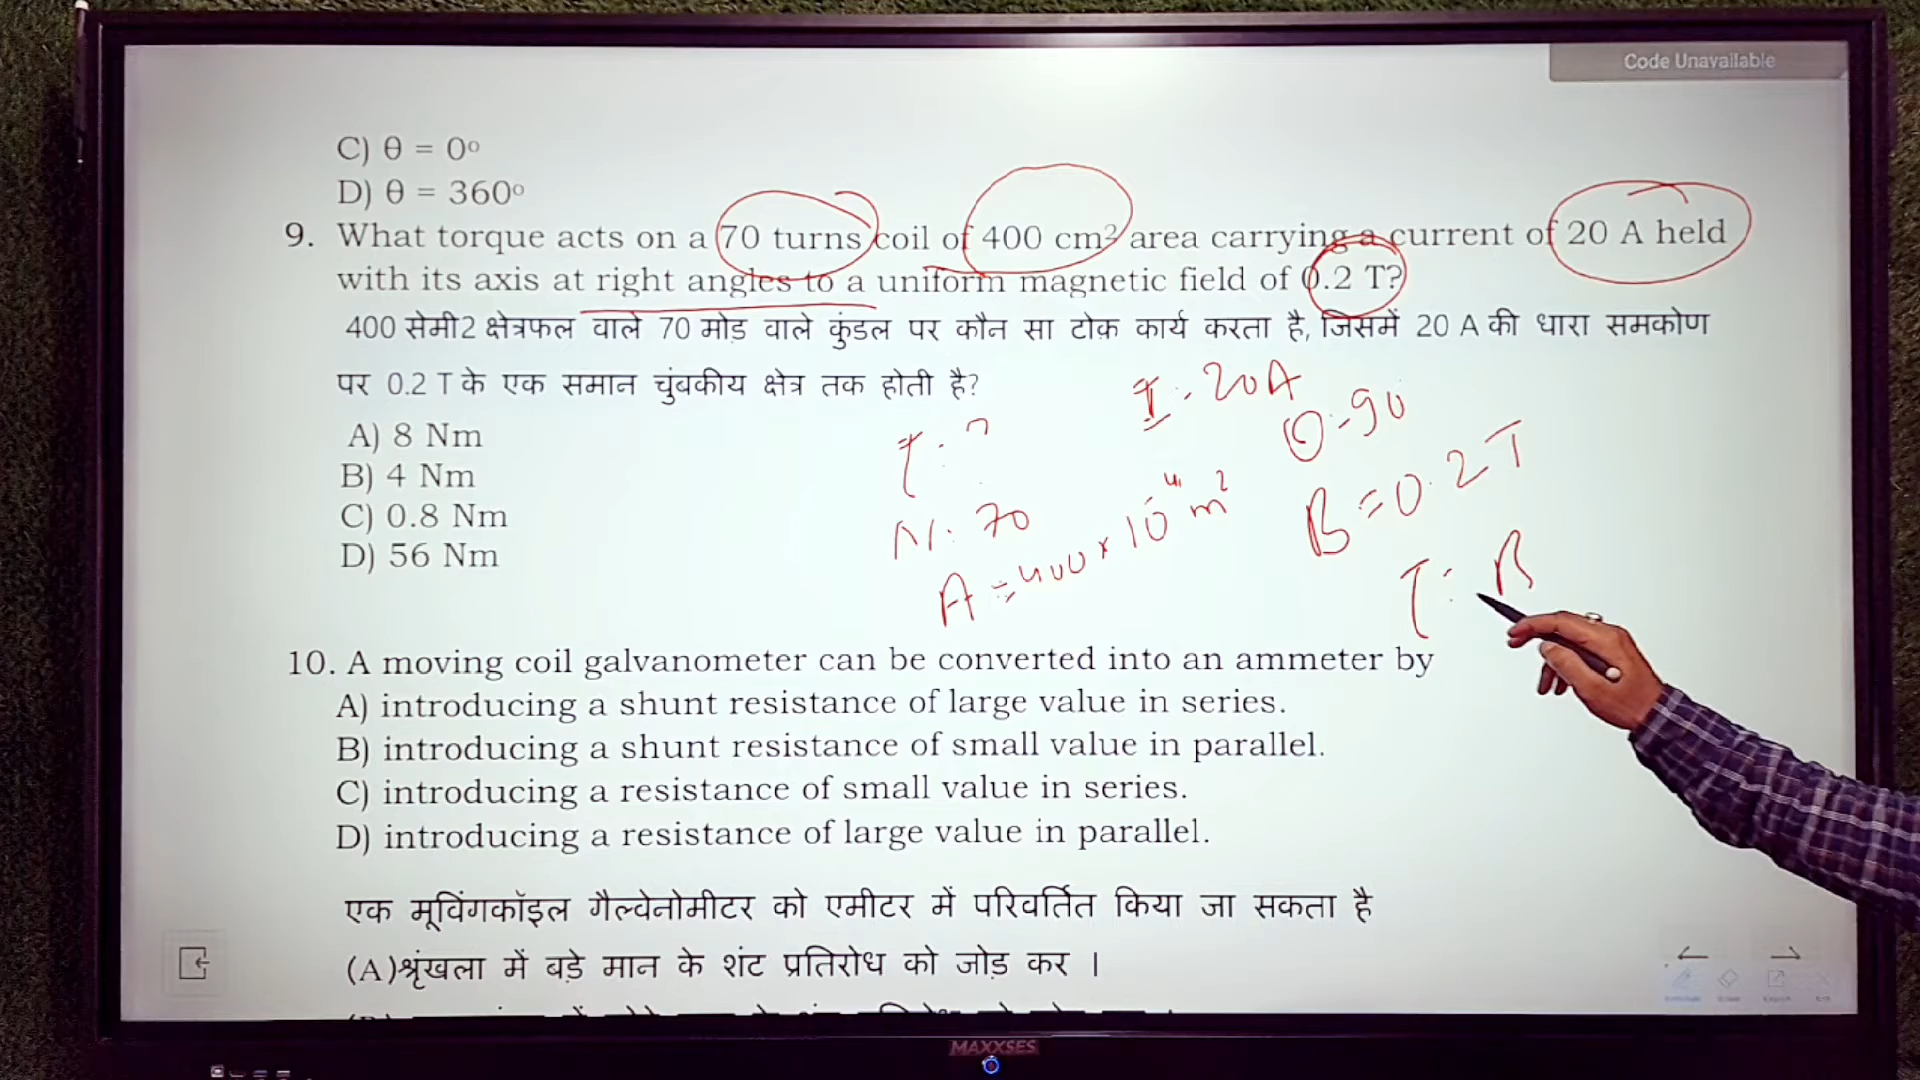 Code Unavailable
C) θ = 0°
D) θ = 360°
9. What torque acts on a 70 turns coil of 400 cm² area carrying a current of 20 A held
with its axis at right angles to a uniform magnetic field of 0.2 T?
400 सेमी2 क्षेत्रफल वाले 70 मोड़ वाले कुंडल पर कौन सा टोक़ कार्य करता है, जिसमें 20 A की धारा समकोण
पर 0.2 T के एक समान चुंबकीय क्षेत्र तक होती है?
A) 8 Nm
B) 4 Nm
C) 0.8 Nm
D) 56 Nm
τ = ?
N = 70
A = 400 × 10⁻⁴ m²
I = 20A
θ = 90
B = 0.2 T
τ = B
10. A moving coil galvanometer can be converted into an ammeter by
A) introducing a shunt resistance of large value in series.
B) introducing a shunt resistance of small value in parallel.
C) introducing a resistance of small value in series.
D) introducing a resistance of large value in parallel.
एक मूविंगकॉइल गैल्वेनोमीटर को एमीटर में परिवर्तित किया जा सकता है
(A)श्रृंखला में बड़े मान के शंट प्रतिरोध को जोड़ कर ।
MAXXSES